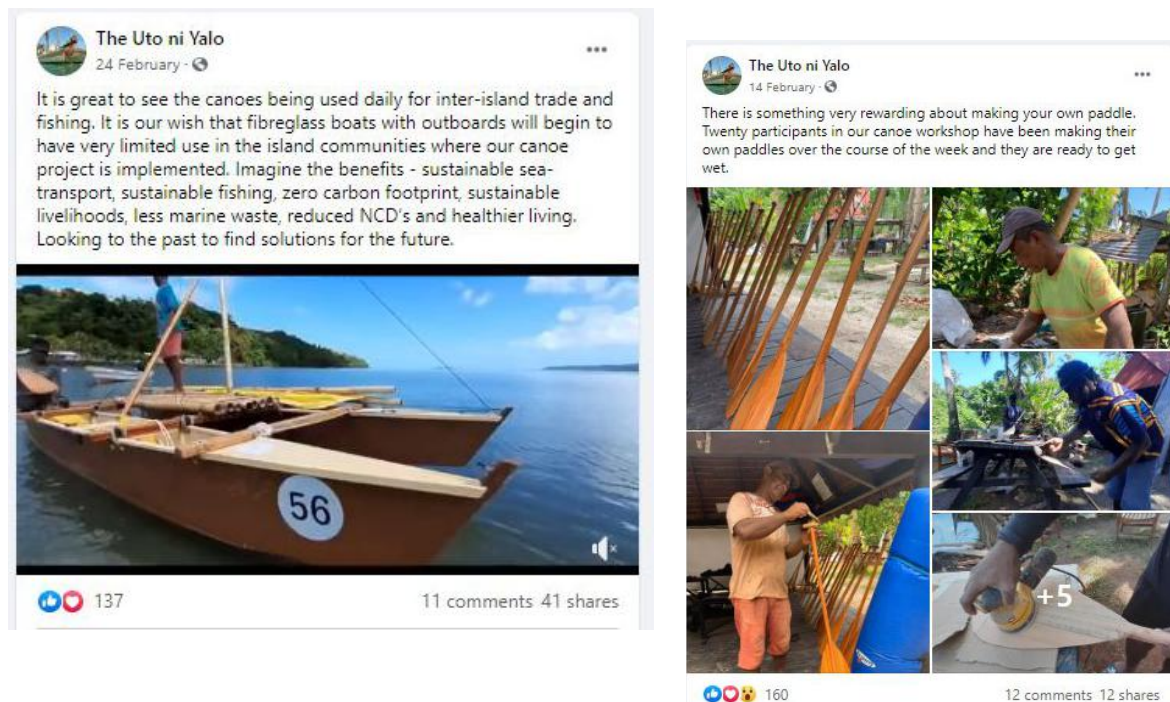 The Uto ni Yalo
24 February
It is great to see the canoes being used daily for inter-island trade and
fishing. It is our wish that fibreglass boats with outboards will begin to
have very limited use in the island communities where our canoe
project is implemented. Imagine the benefits - sustainable sea-
transport, sustainable fishing, zero carbon footprint, sustainable
livelihoods, less marine waste, reduced NCD's and healthier living.
Looking to the past to find solutions for the future.
56
137
11 comments 41 shares
The Uto ni Yalo
14 February
There is something very rewarding about making your own paddle.
Twenty participants in our canoe workshop have been making their
own paddles over the course of the week and they are ready to get
wet.
+5
160
12 comments 12 shares